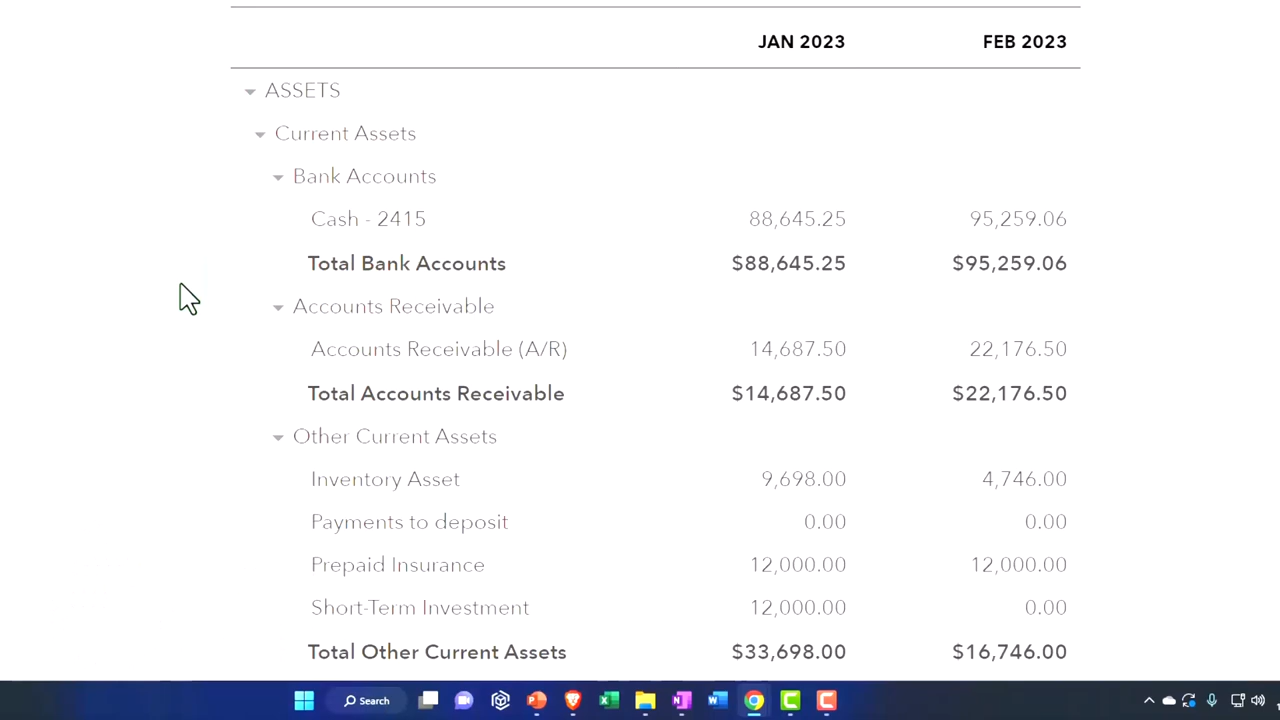 JAN 2023 FEB 2023
ASSETS
Current Assets
Bank Accounts
Cash - 2415 88,645.25 95,259.06
Total Bank Accounts $88,645.25 $95,259.06
Accounts Receivable
Accounts Receivable (A/R) 14,687.50 22,176.50
Total Accounts Receivable $14,687.50 $22,176.50
Other Current Assets
Inventory Asset 9,698.00 4,746.00
Payments to deposit 0.00 0.00
Prepaid Insurance 12,000.00 12,000.00
Short-Term Investment 12,000.00 0.00
Total Other Current Assets $33,698.00 $16,746.00
Search